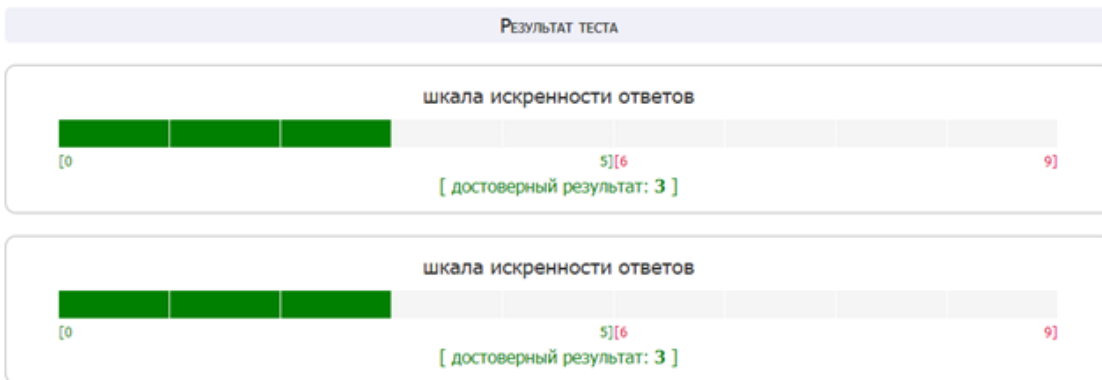 Результат теста
шкала искренности ответов
[0 5][6 9]
[ достоверный результат: 3 ]
шкала искренности ответов
[0 5][6 9]
[ достоверный результат: 3 ]